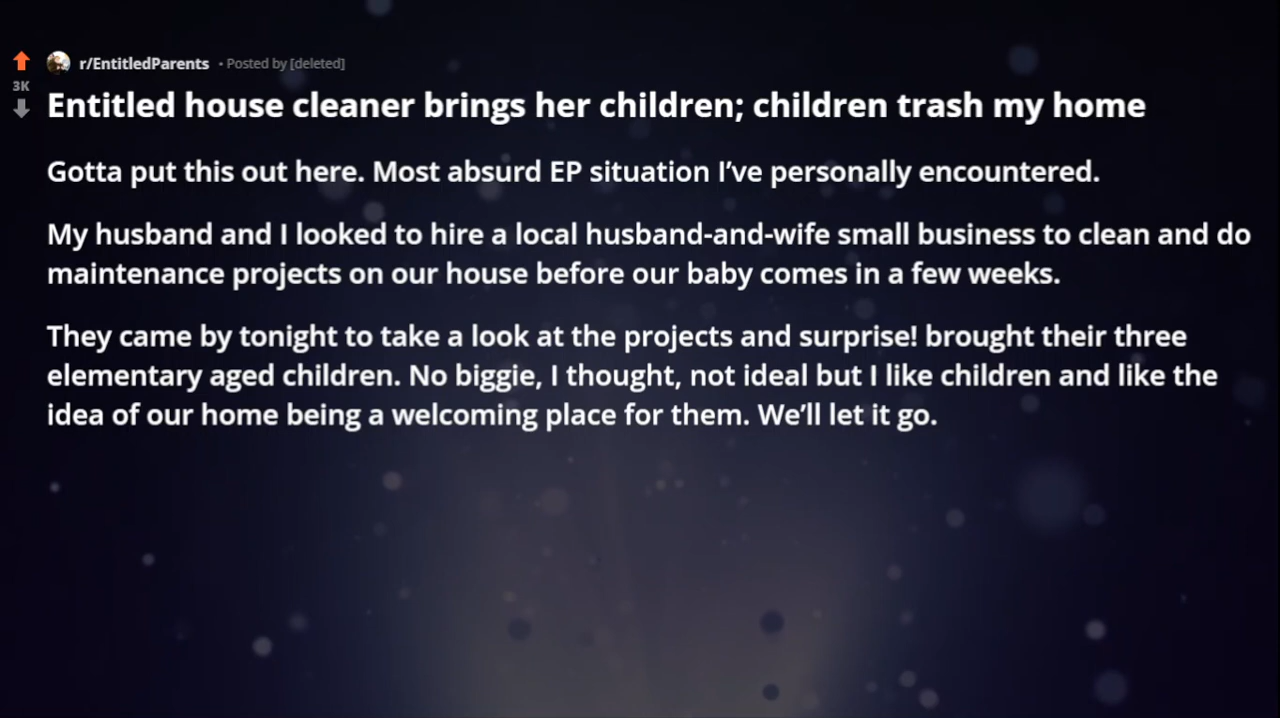 r/EntitledParents • Posted by [deleted]
3K
Entitled house cleaner brings her children; children trash my home
Gotta put this out here. Most absurd EP situation I’ve personally encountered.
My husband and I looked to hire a local husband-and-wife small business to clean and do
maintenance projects on our house before our baby comes in a few weeks.
They came by tonight to take a look at the projects and surprise! brought their three
elementary aged children. No biggie, I thought, not ideal but I like children and like the
idea of our home being a welcoming place for them. We’ll let it go.